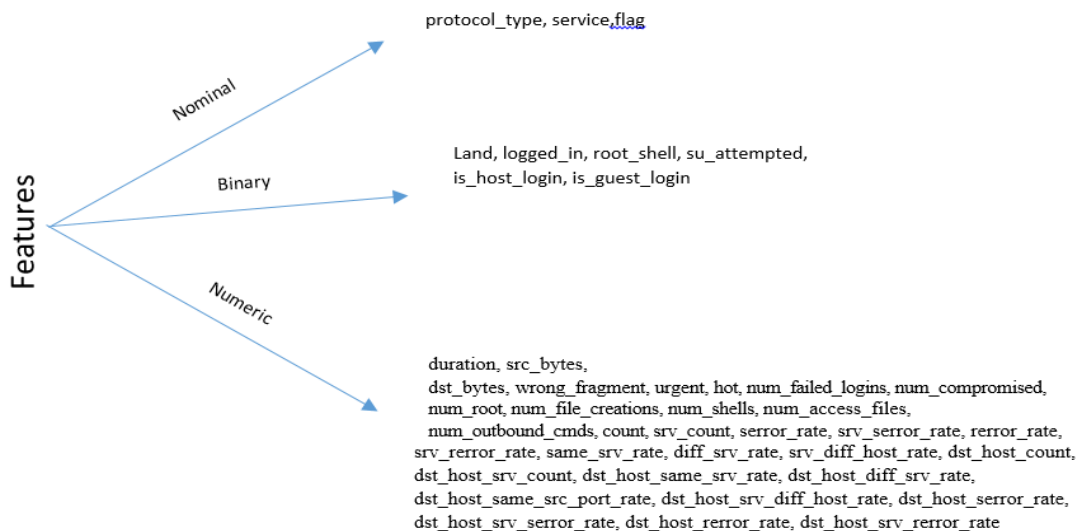 protocol_type, service,flag
Nominal
Land, logged_in, root_shell, su_attempted,
is_host_login, is_guest_login
Binary
Features
Numeric
duration, src_bytes,
dst_bytes, wrong_fragment, urgent, hot, num_failed_logins, num_compromised,
num_root, num_file_creations, num_shells, num_access_files,
num_outbound_cmds, count, srv_count, serror_rate, srv_serror_rate, rerror_rate,
srv_rerror_rate, same_srv_rate, diff_srv_rate, srv_diff_host_rate, dst_host_count,
dst_host_srv_count, dst_host_same_srv_rate, dst_host_diff_srv_rate,
dst_host_same_src_port_rate, dst_host_srv_diff_host_rate, dst_host_serror_rate,
dst_host_srv_serror_rate, dst_host_rerror_rate, dst_host_srv_rerror_rate